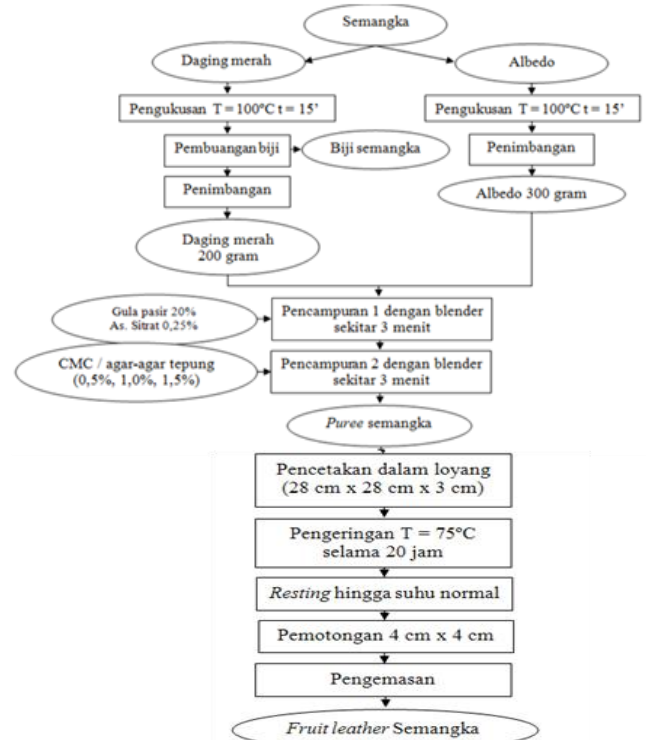 Semangka
Daging merah
Albedo
Pengukusan T = 100°C t = 15’
Pengukusan T = 100°C t = 15’
Pembuangan biji
Biji semangka
Penimbangan
Penimbangan
Albedo 300 gram
Daging merah
200 gram
Gula pasir 20%
As. Sitrat 0,25%
Pencampuran 1 dengan blender
sekitar 3 menit
CMC / agar-agar tepung
(0,5%, 1,0%, 1,5%)
Pencampuran 2 dengan blender
sekitar 3 menit
Puree semangka
Pencetakan dalam loyang
(28 cm x 28 cm x 3 cm)
Pengeringan T = 75°C
selama 20 jam
Resting hingga suhu normal
Pemotongan 4 cm x 4 cm
Pengemasan
Fruit leather Semangka